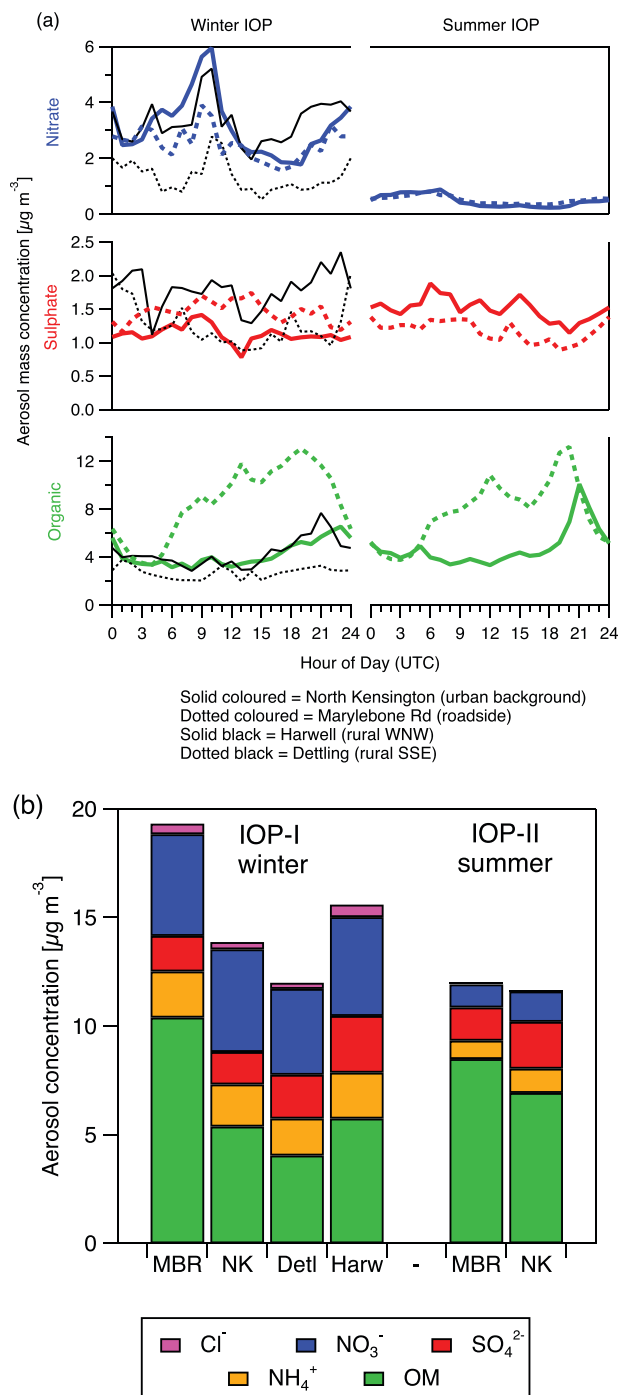 (a)
Winter IOP
Summer IOP
Aerosol mass concentration [µg m⁻³]
Nitrate
6
4
2
0
Sulphate
2.5
2.0
1.5
1.0
0.5
0.0
Organic
12
8
4
0
0 3 6 9 12 15 18 21 24
0 3 6 9 12 15 18 21 24
Hour of Day (UTC)
Solid coloured = North Kensington (urban background)
Dotted coloured = Marylebone Rd (roadside)
Solid black = Harwell (rural WNW)
Dotted black = Dettling (rural SSE)
(b)
Aerosol concentration [µg m⁻³]
20
15
10
5
0
IOP-I
winter
IOP-II
summer
MBR NK Detl Harw - MBR NK
Cl⁻ NO₃⁻ SO₄²⁻
NH₄⁺ OM